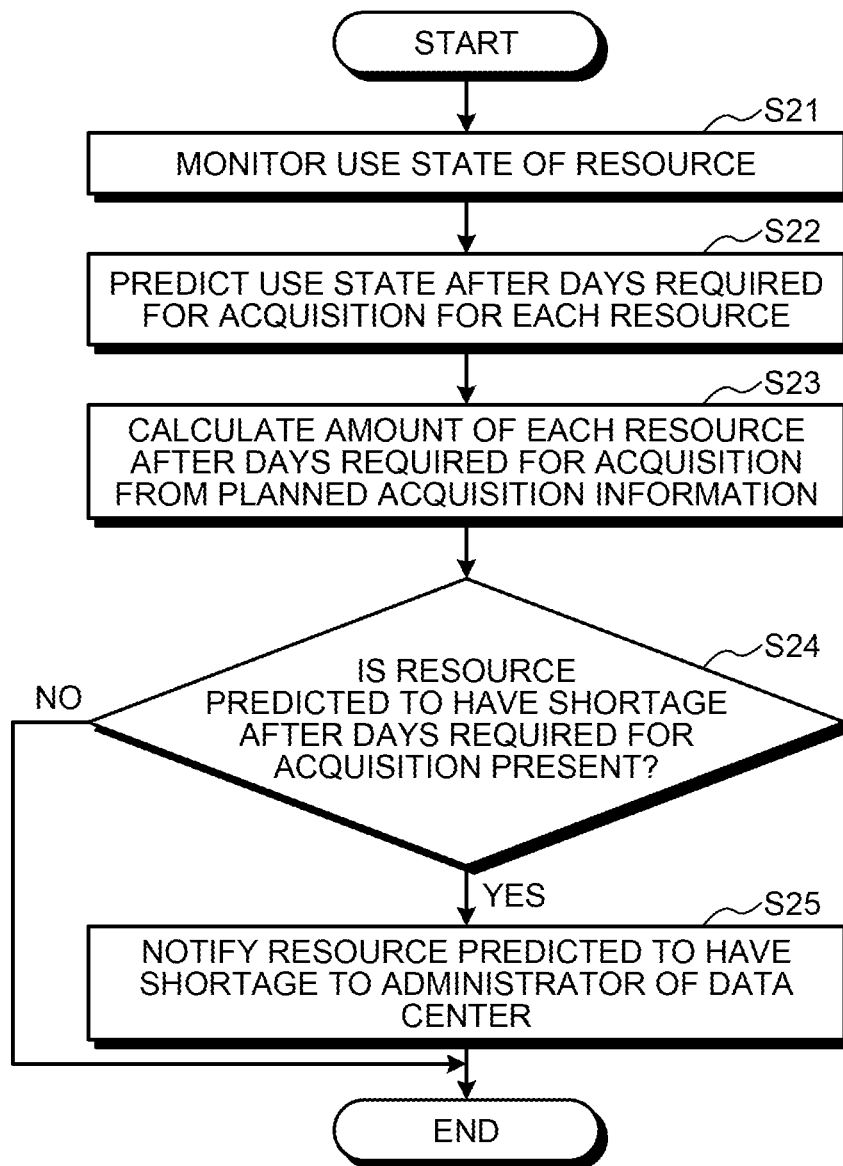 START
S21
MONITOR USE STATE OF RESOURCE
S22
PREDICT USE STATE AFTER DAYS REQUIRED
FOR ACQUISITION FOR EACH RESOURCE
S23
CALCULATE AMOUNT OF EACH RESOURCE
AFTER DAYS REQUIRED FOR ACQUISITION
FROM PLANNED ACQUISITION INFORMATION
S24
IS RESOURCE
PREDICTED TO HAVE SHORTAGE
AFTER DAYS REQUIRED FOR
ACQUISITION PRESENT?
NO
YES
S25
NOTIFY RESOURCE PREDICTED TO HAVE
SHORTAGE TO ADMINISTRATOR OF DATA
CENTER
END